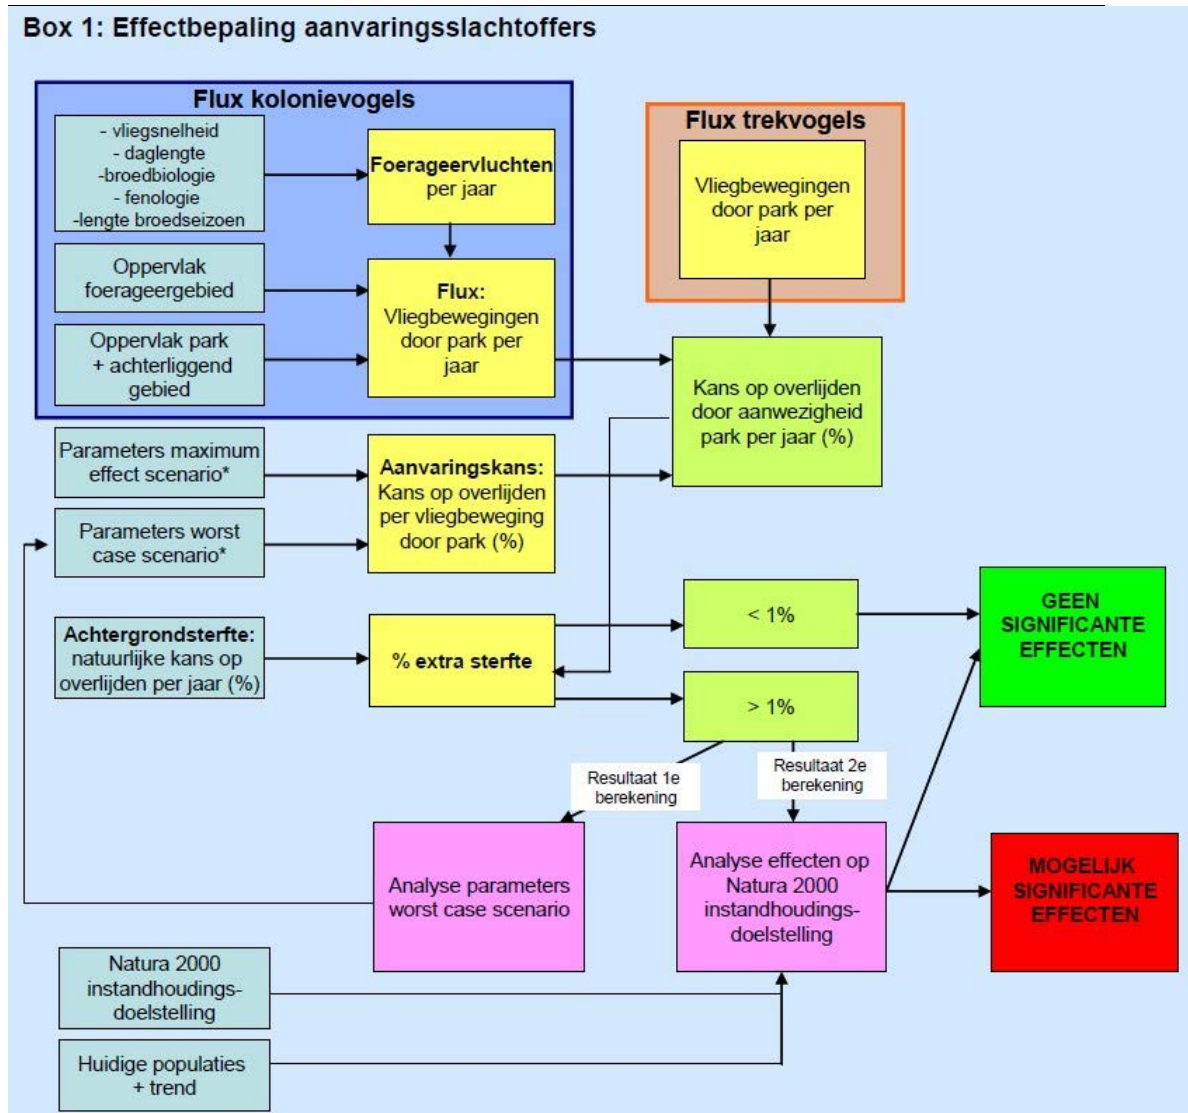 Box 1: Effectbepaling aanvaringsslachtoffers
Flux kolonievogels
- vliegsnelheid
- daglengte
-broedbiologie
- fenologie
-lengte broedseizoen
Foerageervluchten
per jaar
Oppervlak
foerageergebied
Oppervlak park
+ achterliggend
gebied
Flux:
Vliegbewegingen
door park per
jaar
Flux trekvogels
Vliegbewegingen
door park per
jaar
Kans op overlijden
door aanwezigheid
park per jaar (%)
Parameters maximum
effect scenario*
Parameters worst
case scenario*
Aanvaringskans:
Kans op overlijden
per vliegbeweging
door park (%)
Achtergrondsterfte:
natuurlijke kans op
overlijden per jaar (%)
% extra sterfte
< 1%
> 1%
GEEN
SIGNIFICANTE
EFFECTEN
Resultaat 1e
berekening
Resultaat 2e
berekening
Analyse parameters
worst case scenario
Analyse effecten op
Natura 2000
instandhoudings-
doelstelling
MOGELIJK
SIGNIFICANTE
EFFECTEN
Natura 2000
instandhoudings-
doelstelling
Huidige populaties
+ trend